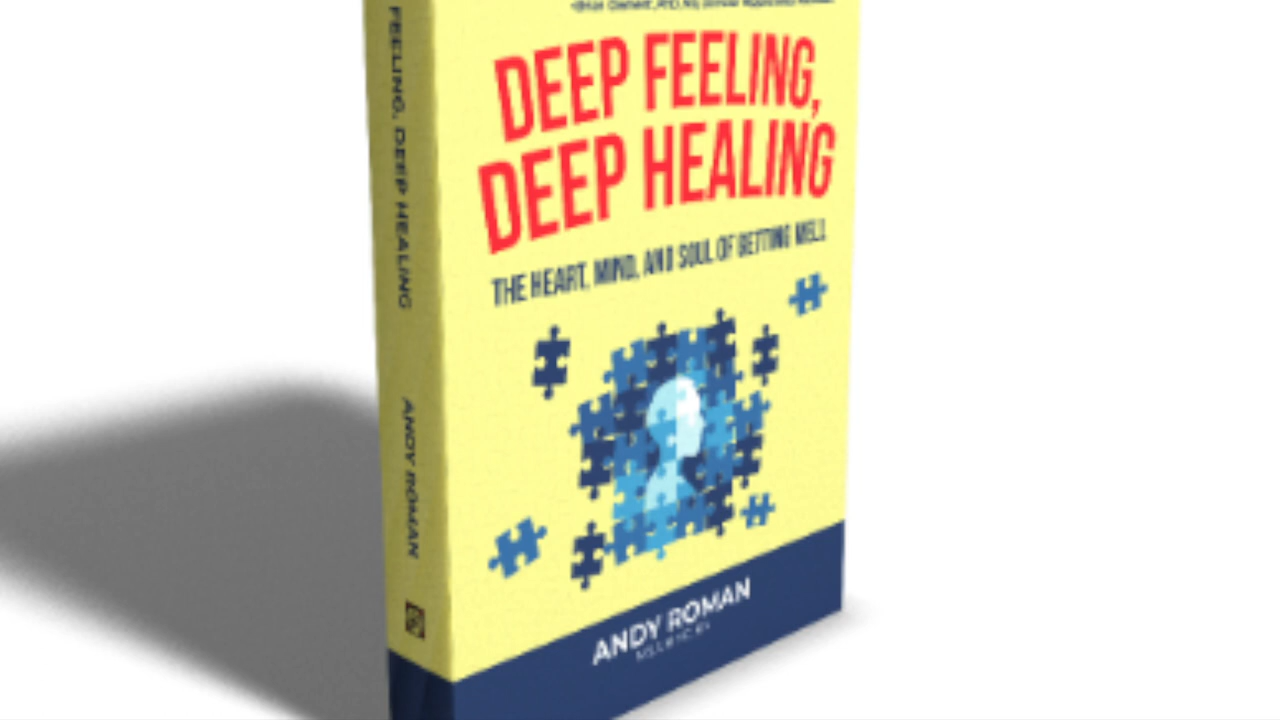 DEEP FEELING,
DEEP HEALING
THE HEART, MIND, AND SOUL OF GETTING WELL
ANDY ROMAN
FEELING, DEEP HEALING
ANDY ROMAN